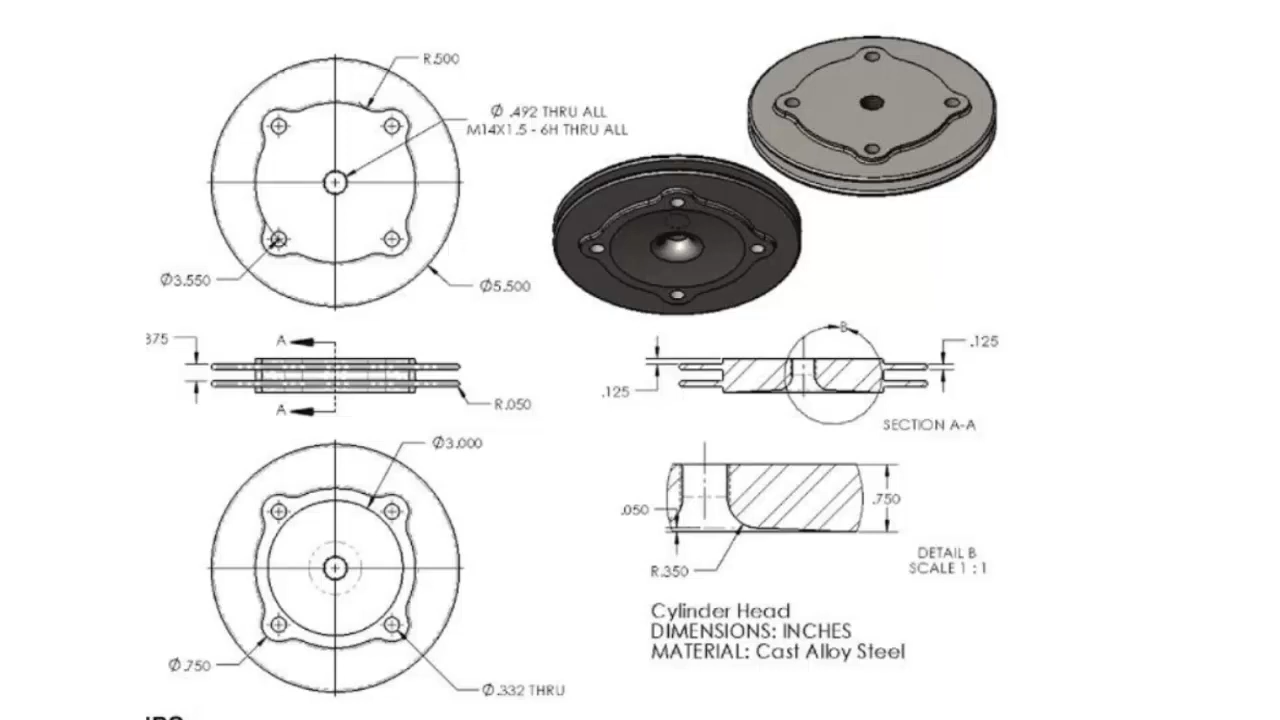 R.500
Ø .492 THRU ALL
M14X1.5 - 6H THRU ALL
Ø3.550
Ø5.500
A
A
R.050
B
.125
.125
SECTION A-A
Ø3.000
.050
.750
R.350
DETAIL B
SCALE 1 : 1
Ø.750
Ø.332 THRU
Cylinder Head
DIMENSIONS: INCHES
MATERIAL: Cast Alloy Steel